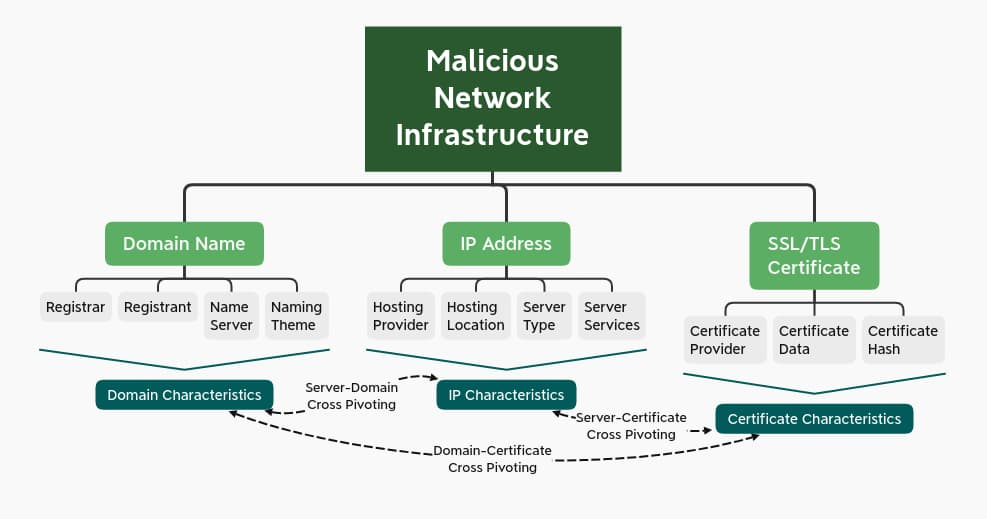 Malicious
Network
Infrastructure
Domain Name
IP Address
SSL/TLS
Certificate
Registrar
Registrant
Name
Server
Naming
Theme
Hosting
Provider
Hosting
Location
Server
Type
Server
Services
Certificate
Provider
Certificate
Data
Certificate
Hash
Domain Characteristics
Server-Domain
Cross Pivoting
IP Characteristics
Server-Certificate
Cross Pivoting
Certificate Characteristics
Domain-Certificate
Cross Pivoting